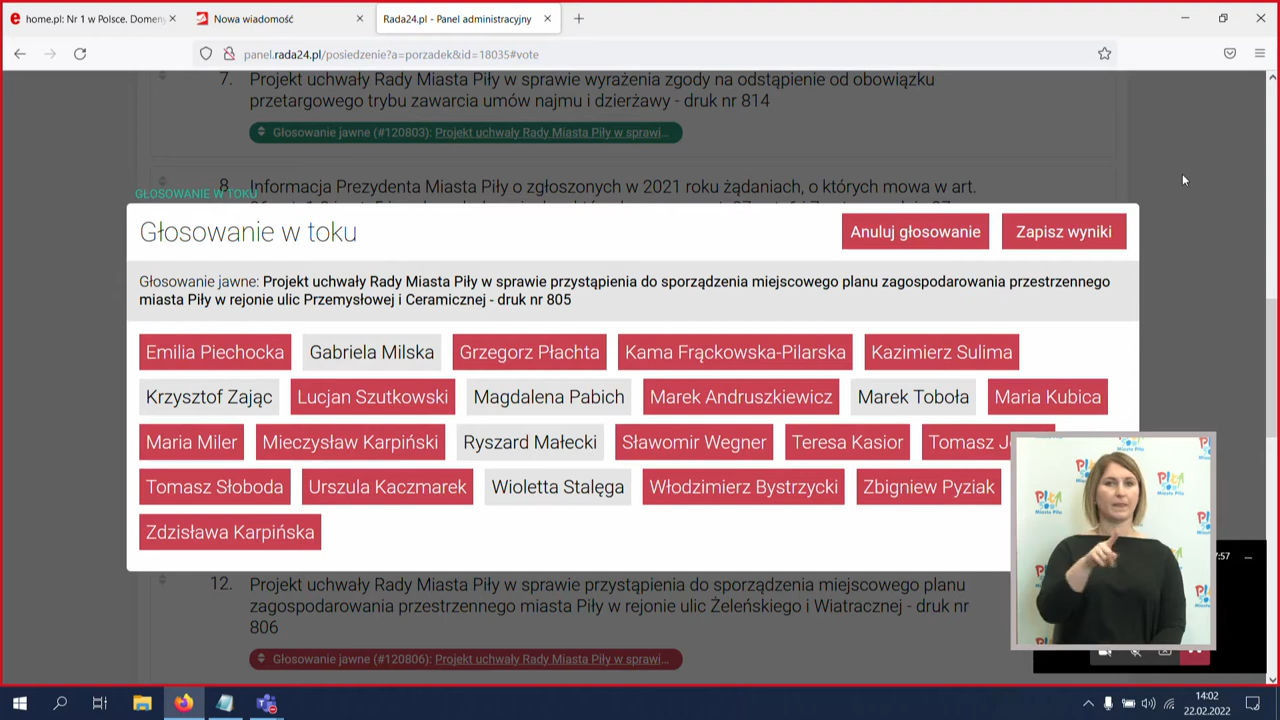 home.pl: Nr 1 w Polsce. Domeny
Nowa wiadomość
Rada24.pl - Panel administracyjny
panel.rada24.pl/posiedzenie?a=porzadek&id=18035#vote
7. Projekt uchwały Rady Miasta Piły w sprawie wyrażenia zgody na odstąpienie od obowiązku
przetargowego trybu zawarcia umów najmu i dzierżawy - druk nr 814
Głosowanie jawne (#120803): Projekt uchwały Rady Miasta Piły w sprawi...
8. Informacja Prezydenta Miasta Piły o zgłoszonych w 2021 roku żądaniach, o których mowa w art.
GŁOSOWANIE W TOKU
Głosowanie w toku
Anuluj głosowanie
Zapisz wyniki
Głosowanie jawne: Projekt uchwały Rady Miasta Piły w sprawie przystąpienia do sporządzenia miejscowego planu zagospodarowania przestrzennego
miasta Piły w rejonie ulic Przemysłowej i Ceramicznej - druk nr 805
Emilia Piechocka Gabriela Milska Grzegorz Płachta Kama Frąckowska-Pilarska Kazimierz Sulima
Krzysztof Zając Lucjan Szutkowski Magdalena Pabich Marek Andruszkiewicz Marek Toboła Maria Kubica
Maria Miler Mieczysław Karpiński Ryszard Małecki Sławomir Wegner Teresa Kasior Tomasz
Tomasz Słoboda Urszula Kaczmarek Wioletta Stalęga Włodzimierz Bystrzycki Zbigniew Pyziak
Zdzisława Karpińska
12. Projekt uchwały Rady Miasta Piły w sprawie przystąpienia do sporządzenia miejscowego planu
zagospodarowania przestrzennego miasta Piły w rejonie ulic Żeleńskiego i Wiatracznej - druk nr
806
Głosowanie jawne (#120806): Projekt uchwały Rady Miasta Piły w sprawi...
7:57
14:02
22.02.2022